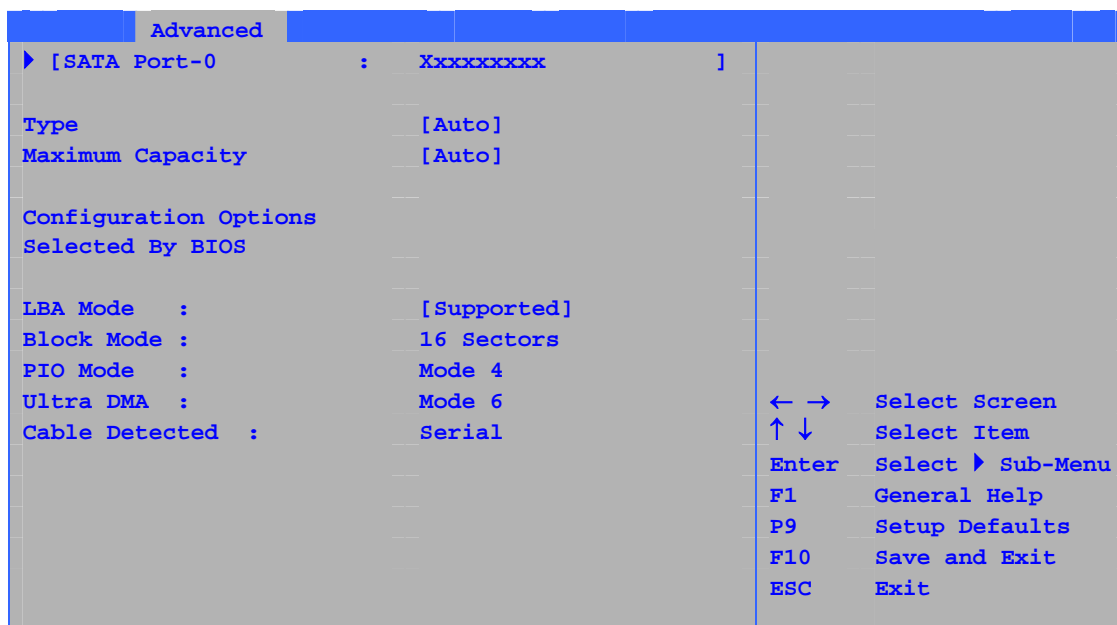 Advanced
[SATA Port-0 : Xxxxxxxxx ]
Type [Auto]
Maximum Capacity [Auto]
Configuration Options
Selected By BIOS
LBA Mode : [Supported]
Block Mode : 16 Sectors
PIO Mode : Mode 4
Ultra DMA : Mode 6
Cable Detected : Serial
← → Select Screen
↑ ↓ Select Item
Enter Select Sub-Menu
F1 General Help
P9 Setup Defaults
F10 Save and Exit
ESC Exit